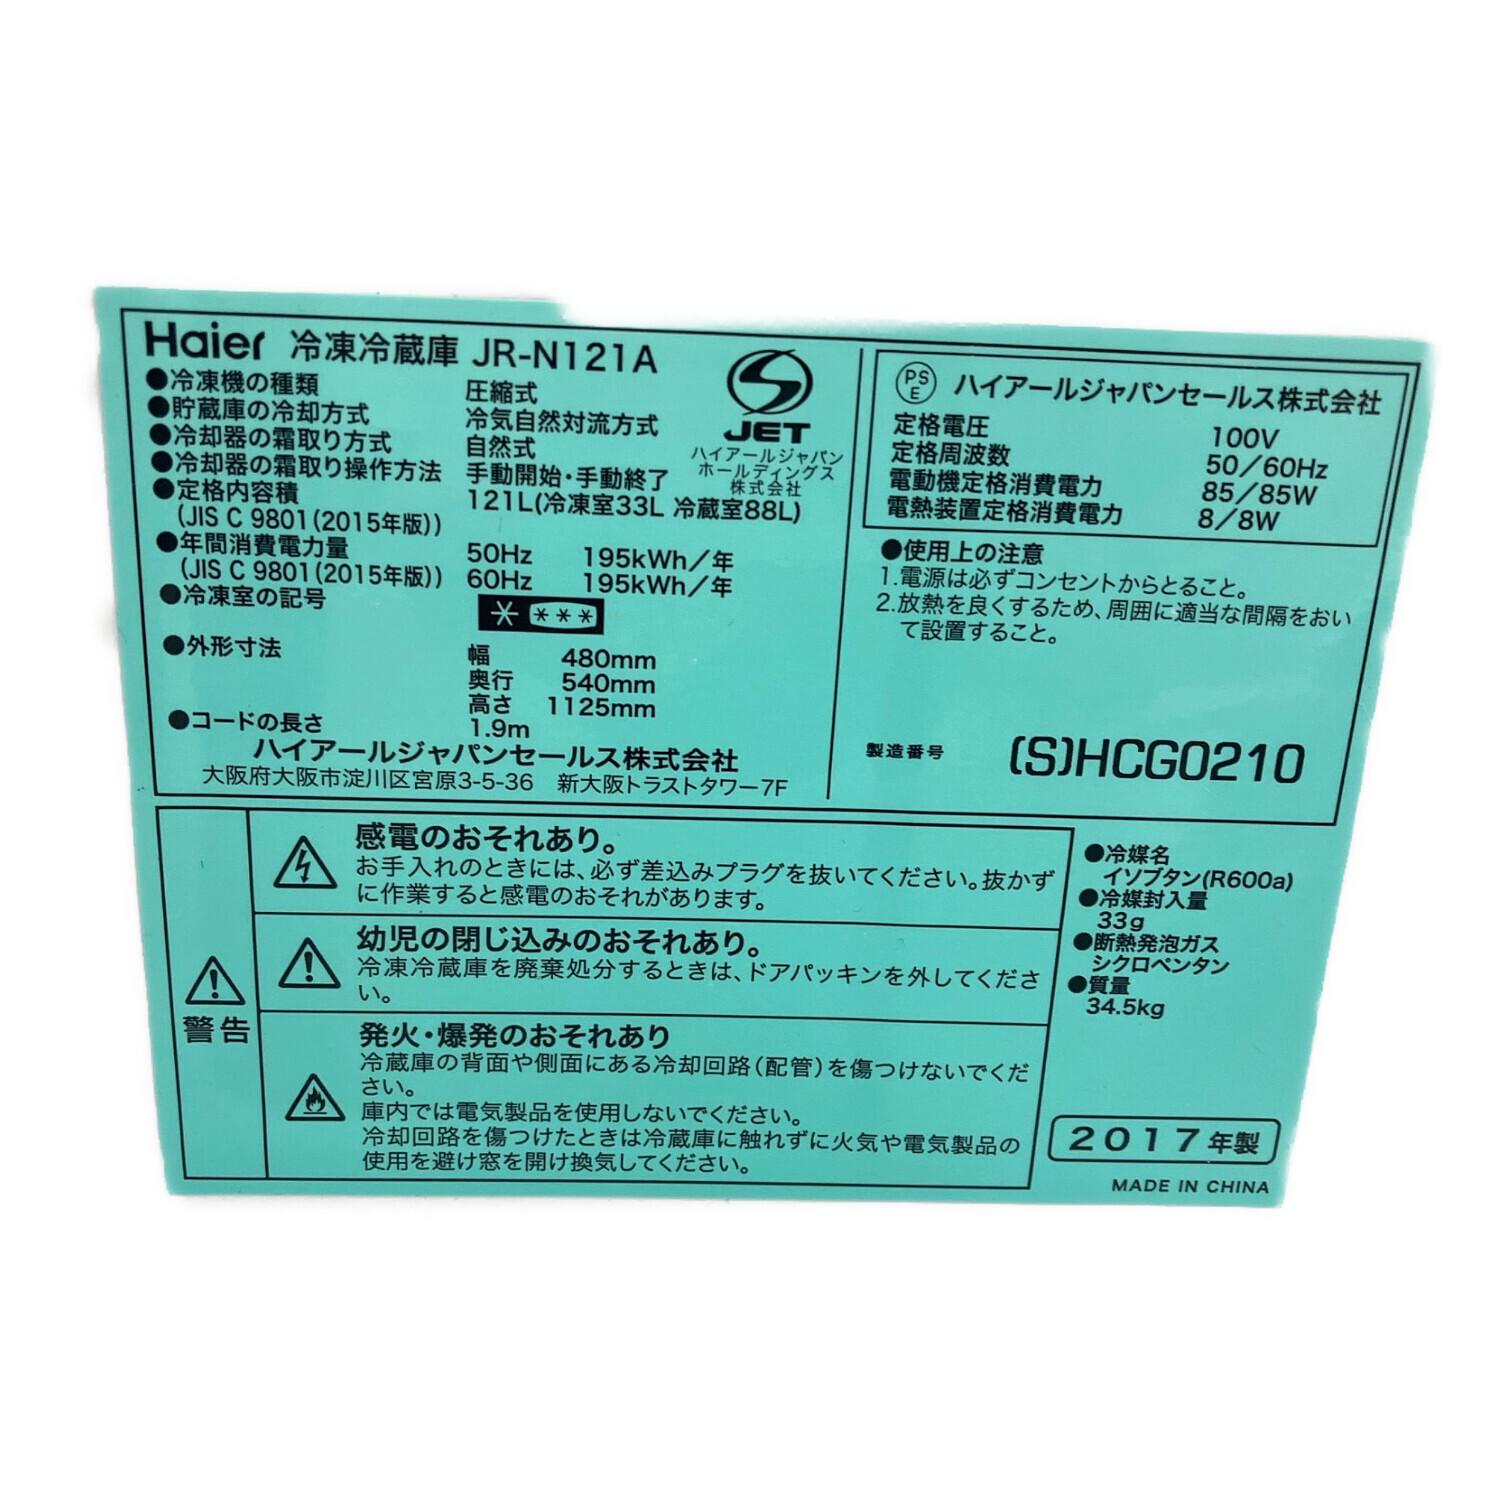 Haier 冷凍冷蔵庫 JR-N121A
●冷凍機の種類 圧縮式
●貯蔵庫の冷却方式 冷気自然対流方式
●冷却器の霜取り方式 自然式
●冷却器の霜取り操作方法 手動開始・手動終了
●定格内容積 121L(冷凍室33L 冷蔵室88L)
(JIS C 9801(2015年版))
●年間消費電力量 50Hz 195kWh/年
(JIS C 9801(2015年版)) 60Hz 195kWh/年
●冷凍室の記号 * ***
●外形寸法 幅 480mm
奥行 540mm
高さ 1125mm
●コードの長さ 1.9m
ハイアールジャパンセールス株式会社
大阪府大阪市淀川区宮原3-5-36 新大阪トラストタワー7F
JET
ハイアールジャパン
ホールディングス
株式会社
PS
E
ハイアールジャパンセールス株式会社
定格電圧 100V
定格周波数 50/60Hz
電動機定格消費電力 85/85W
電熱装置定格消費電力 8/8W
●使用上の注意
1.電源は必ずコンセントからとること。
2.放熱を良くするため、周囲に適当な間隔をおい
て設置すること。
製造番号 (S)HCG0210
警告
感電のおそれあり。
お手入れのときには、必ず差込みプラグを抜いてください。抜かず
に作業すると感電のおそれがあります。
幼児の閉じ込みのおそれあり。
冷凍冷蔵庫を廃棄処分するときは、ドアパッキンを外してくださ
い。
発火・爆発のおそれあり
冷蔵庫の背面や側面にある冷却回路(配管)を傷つけないでくだ
さい。
庫内では電気製品を使用しないでください。
冷却回路を傷つけたときは冷蔵庫に触れずに火気や電気製品の
使用を避け窓を開け換気してください。
●冷媒名
イソブタン(R600a)
●冷媒封入量
33g
●断熱発泡ガス
シクロペンタン
●質量
34.5kg
2017年製
MADE IN CHINA